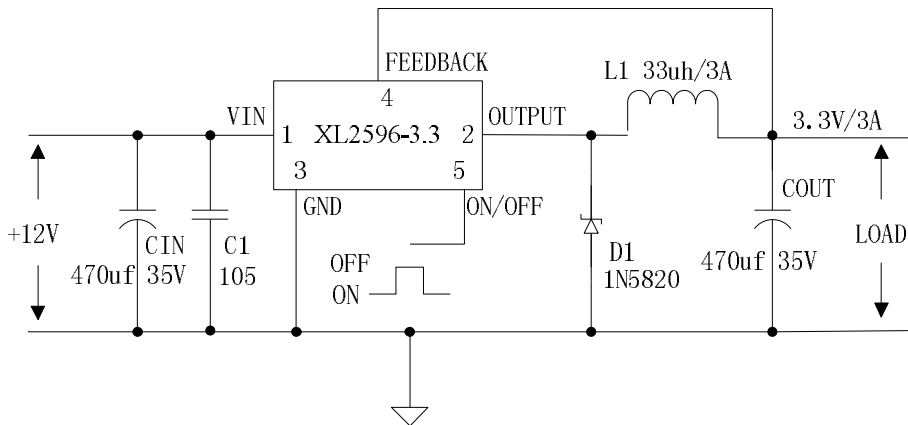 FEEDBACK
L1 33uh/3A
4
VIN
OUTPUT
1 XL2596-3.3 2
3.3V/3A
3
5
GND
ON/OFF
COUT
+12V
CIN
470uf 35V
C1
105
OFF
ON
D1
1N5820
470uf 35V
LOAD